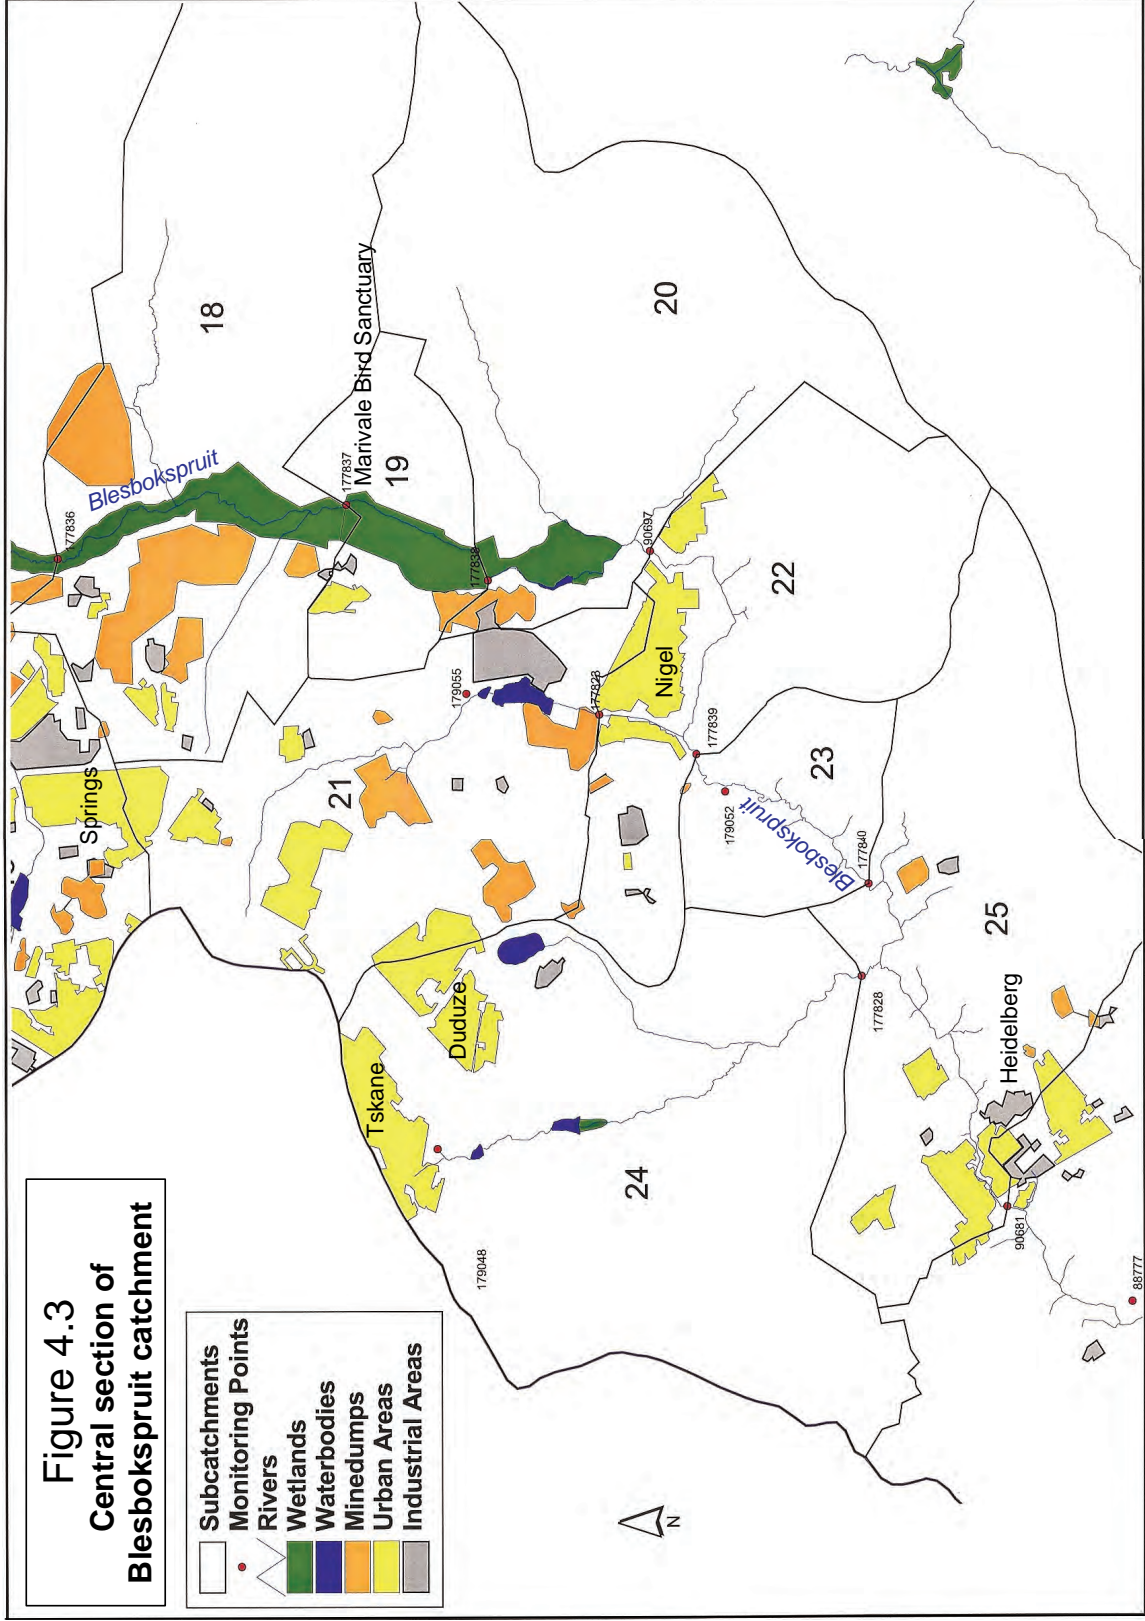 Figure 4.3
Central section of
Blesbokspruit catchment
Subcatchments
Monitoring Points
Rivers
Wetlands
Waterbodies
Minedumps
Urban Areas
Industrial Areas
N
177836
Blesbokspruit
18
177837
Marivale Bird Sanctuary
19
20
Springs
21
179055
90697
Nigel
22
177839
23
179052
Blesbokspruit
177840
Duduze
Tskane
179048
24
177828
25
Heidelberg
90681
88777